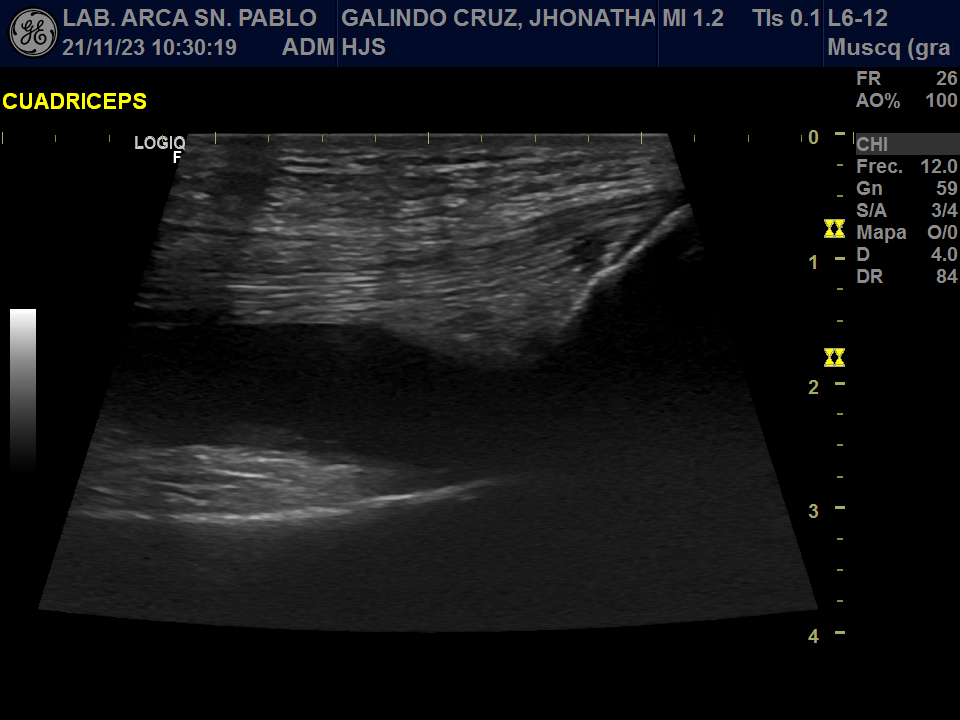 LAB. ARCA SN. PABLO GALINDO CRUZ, JHONATHA MI 1.2 TIs 0.1 L6-12
21/11/23 10:30:19 ADM HJS Muscq (gra
FR 26
CUADRICEPS
AO% 100
LOGIQ
F
0
CHI
Frec. 12.0
Gn 59
S/A 3/4
Mapa O/0
D 4.0
1
DR 84
2
3
4